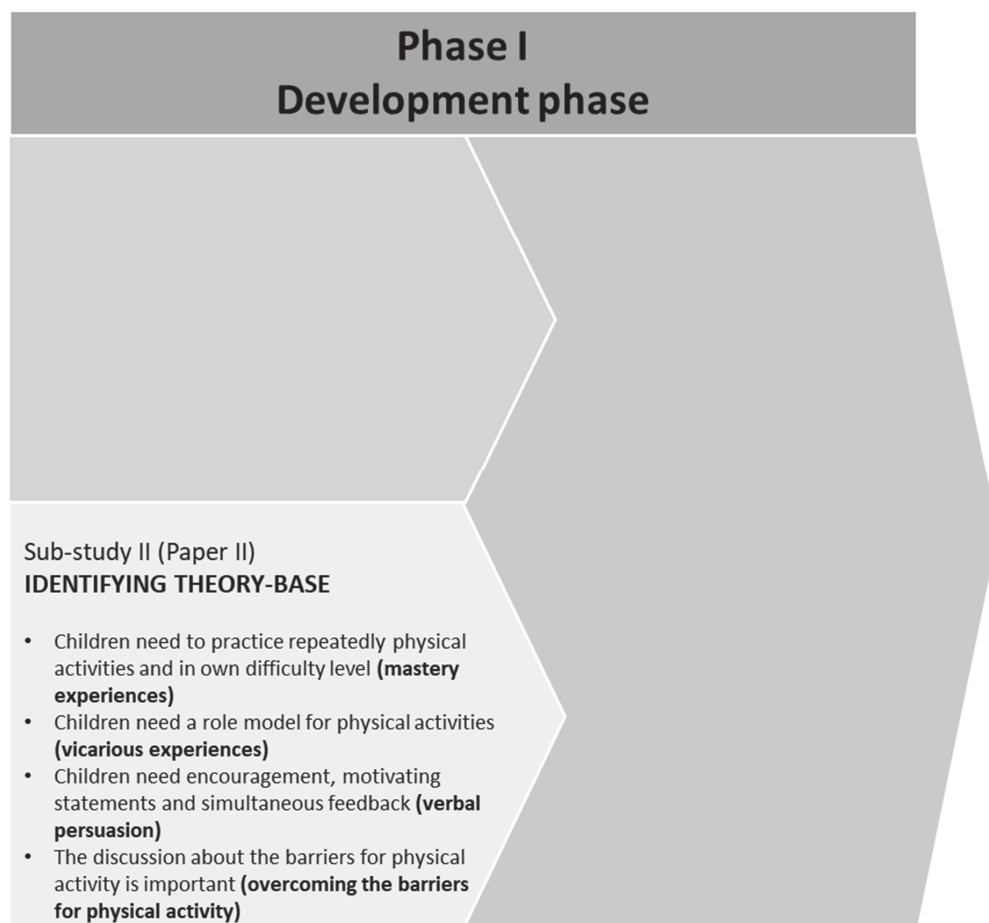 Phase I
Development phase
Sub-study II (Paper II)
IDENTIFYING THEORY-BASE
• Children need to practice repeatedly physical
activities and in own difficulty level (mastery
experiences)
• Children need a role model for physical activities
(vicarious experiences)
• Children need encouragement, motivating
statements and simultaneous feedback (verbal
persuasion)
• The discussion about the barriers for physical
activity is important (overcoming the barriers
for physical activity)